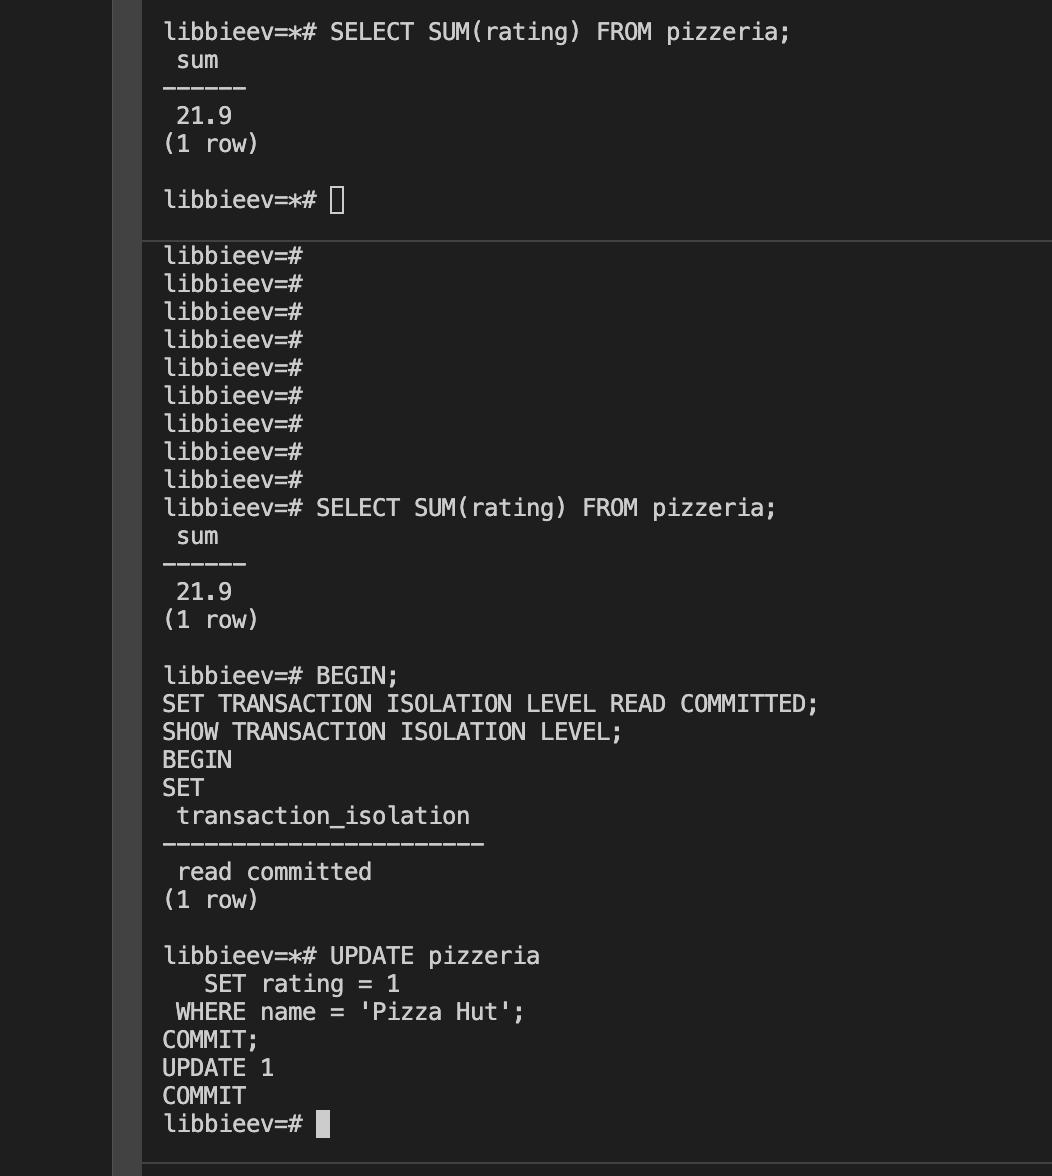 libbieev=*# SELECT SUM(rating) FROM pizzeria;
 sum
------
 21.9
(1 row)

libbieev=*#
libbieev=#
libbieev=#
libbieev=#
libbieev=#
libbieev=#
libbieev=#
libbieev=#
libbieev=#
libbieev=#
libbieev=# SELECT SUM(rating) FROM pizzeria;
 sum
------
 21.9
(1 row)

libbieev=# BEGIN;
SET TRANSACTION ISOLATION LEVEL READ COMMITTED;
SHOW TRANSACTION ISOLATION LEVEL;
BEGIN
SET
 transaction_isolation
-----------------------
 read committed
(1 row)

libbieev=*# UPDATE pizzeria
   SET rating = 1
 WHERE name = 'Pizza Hut';
COMMIT;
UPDATE 1
COMMIT
libbieev=#